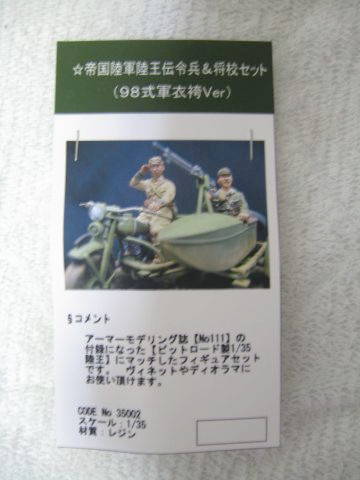 ☆帝国陸軍陸王伝令兵＆将校セット
（９８式軍衣袴Ver）
§コメント
アーマーモデリング誌【No111】の
付録になった【ピットロード製1/35
陸王】にマッチしたフィギュアセット
です。 ヴィネットやディオラマに
お使い頂けます。
CODE No 35002
スケール：1/35
材質：レジン